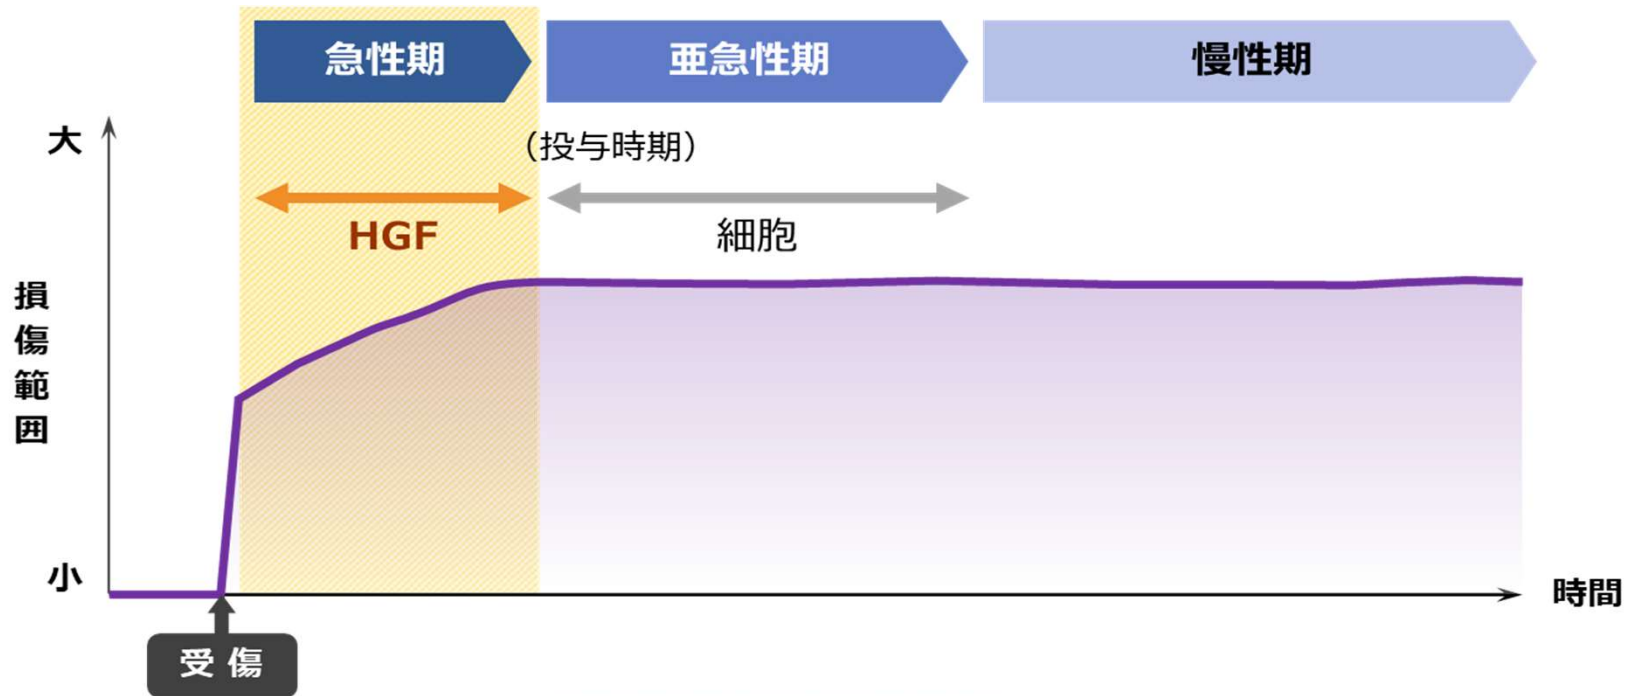 急性期
亜急性期
慢性期
大
（投与時期）
HGF
細胞
損傷範囲
小
時間
受傷